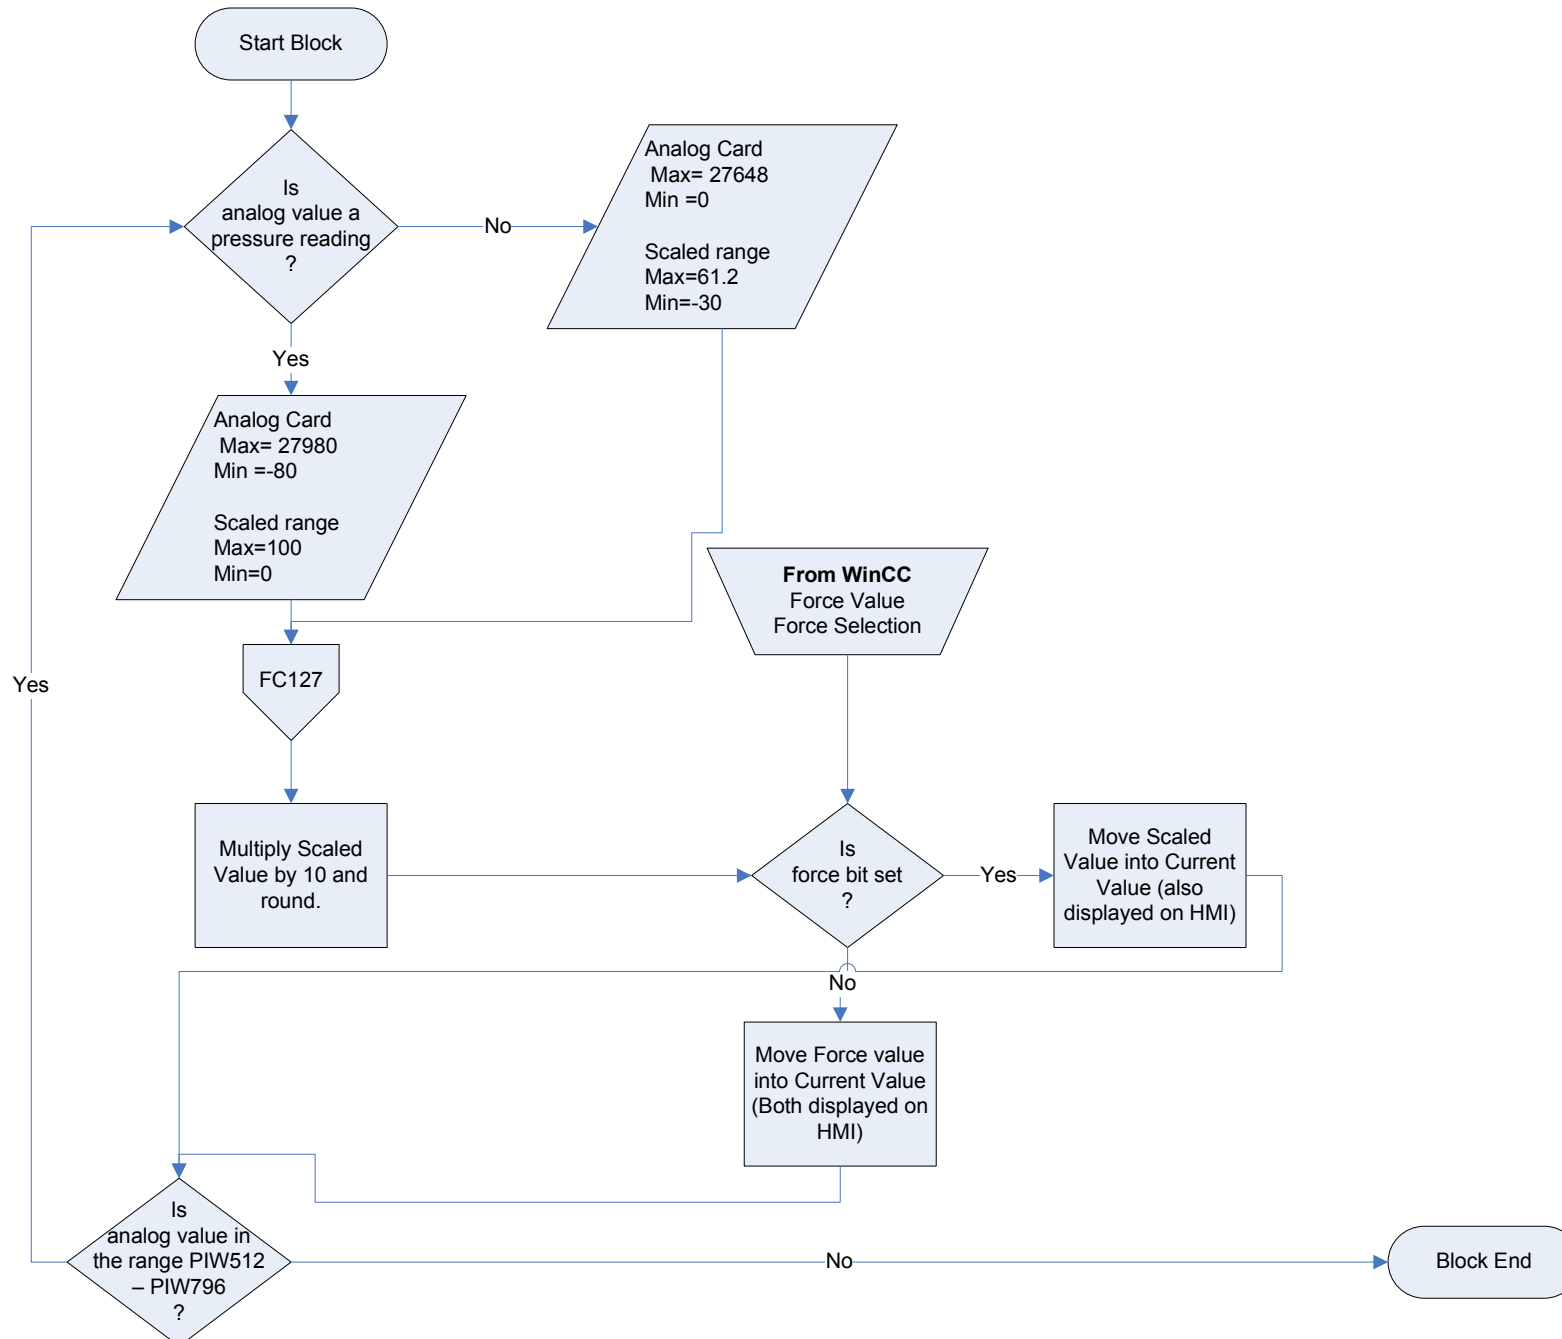 Start Block
Is
analog value a
pressure reading
?
No
Analog Card
Max= 27648
Min =0
Scaled range
Max=61.2
Min=-30
Yes
Analog Card
Max= 27980
Min =-80
Scaled range
Max=100
Min=0
From WinCC
Force Value
Force Selection
FC127
Yes
Multiply Scaled
Value by 10 and
round.
Is
force bit set
?
Yes
Move Scaled
Value into Current
Value (also
displayed on HMI)
No
Move Force value
into Current Value
(Both displayed on
HMI)
Is
analog value in
the range PIW512
– PIW796
?
No
Block End